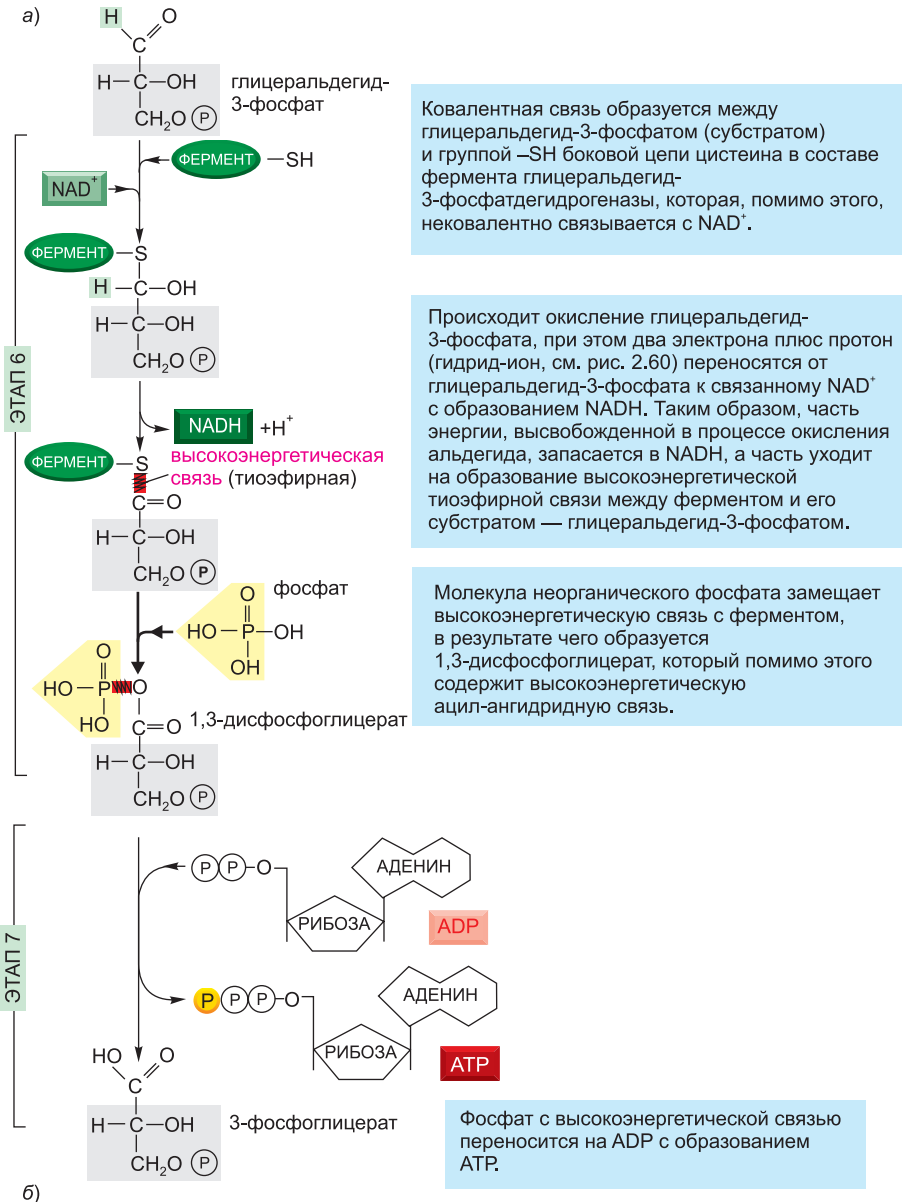 а)
H O
C
H–C–OH
CH₂O P
глицеральдегид-
3-фосфат
Ковалентная связь образуется между
глицеральдегид-3-фосфатом (субстратом)
и группой –SH боковой цепи цистеина в составе
фермента глицеральдегид-
3-фосфатдегидрогеназы, которая, помимо этого,
нековалентно связывается с NAD⁺.
ЭТАП 6
ФЕРМЕНТ –SH
NAD⁺
ФЕРМЕНТ –S
H –C–OH
H–C–OH
CH₂O P
Происходит окисление глицеральдегид-
3-фосфата, при этом два электрона плюс протон
(гидрид-ион, см. рис. 2.60) переносятся от
глицеральдегид-3-фосфата к связанному NAD⁺
с образованием NADH. Таким образом, часть
энергии, высвобожденной в процессе окисления
альдегида, запасается в NADH, а часть уходит
на образование высокоэнергетической
тиоэфирной связи между ферментом и его
субстратом — глицеральдегид-3-фосфатом.
NADH +H⁺
ФЕРМЕНТ –S
высокоэнергетическая
связь (тиоэфирная)
C=O
H–C–OH
CH₂O P
фосфат
O
HO–P–OH
OH
Молекула неорганического фосфата замещает
высокоэнергетическую связь с ферментом,
в результате чего образуется
1,3-дисфосфоглицерат, который помимо этого
содержит высокоэнергетическую
ацил-ангидридную связь.
O
HO–P O
HO
1,3-дисфосфоглицерат
C=O
H–C–OH
CH₂O P
ЭТАП 7
P P –O
АДЕНИН
РИБОЗА
ADP
P P P –O
АДЕНИН
РИБОЗА
ATP
HO O
C
H–C–OH
CH₂O P
3-фосфоглицерат
Фосфат с высокоэнергетической связью
переносится на ADP с образованием
ATP.
б)